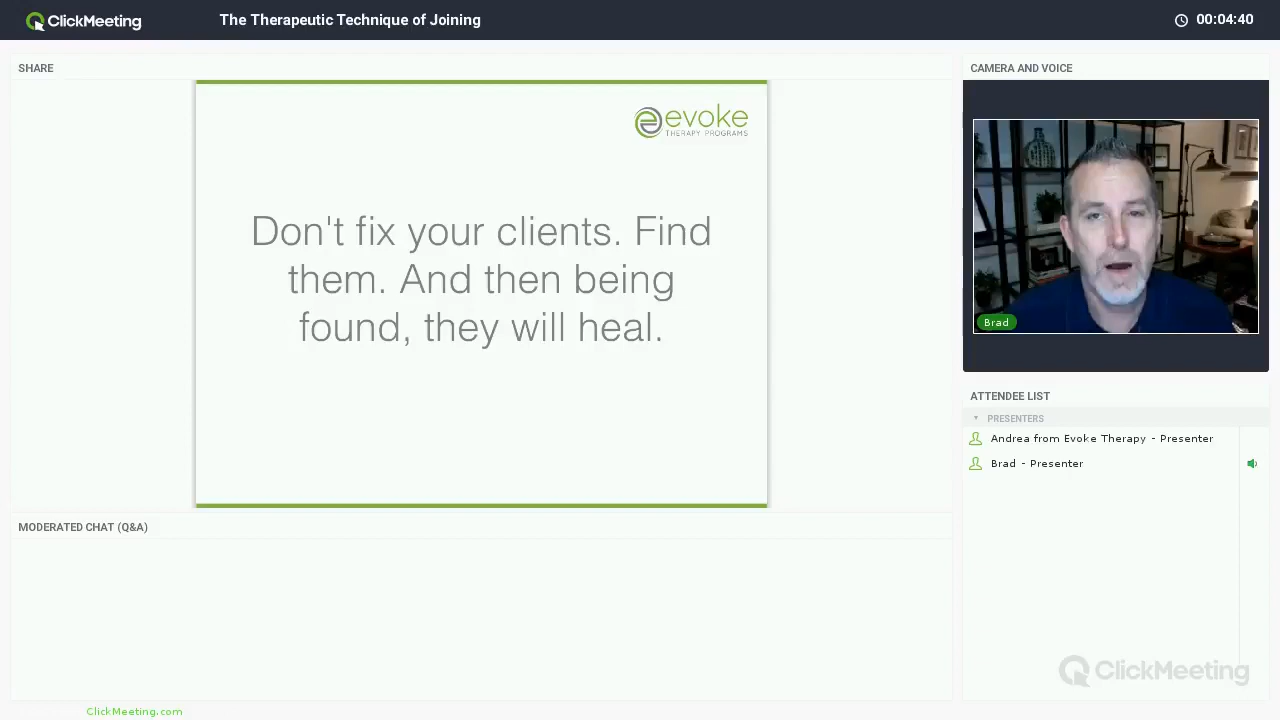 ClickMeeting
The Therapeutic Technique of Joining
00:04:40
SHARE
evoke
THERAPY PROGRAMS
Don't fix your clients. Find
them. And then being
found, they will heal.
CAMERA AND VOICE
Brad
ATTENDEE LIST
PRESENTERS
Andrea from Evoke Therapy - Presenter
Brad - Presenter
MODERATED CHAT (Q&A)
ClickMeeting
ClickMeeting.com